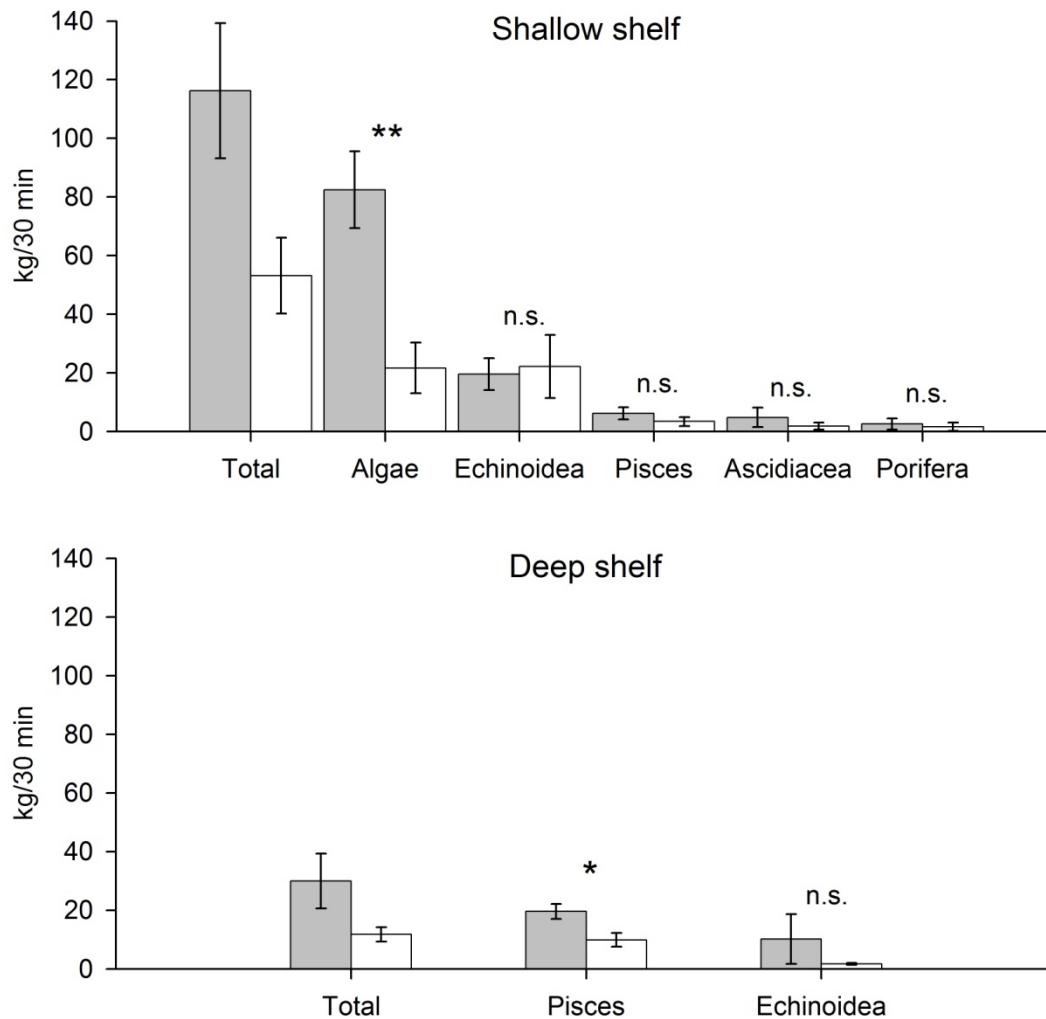 Shallow shelf
140
120
100
80
60
40
20
0
kg/30 min
**
n.s.
n.s.
n.s.
n.s.
Total Algae Echinoidea Pisces Ascidiacea Porifera
Deep shelf
140
120
100
80
60
40
20
0
kg/30 min
*
n.s.
Total Pisces Echinoidea